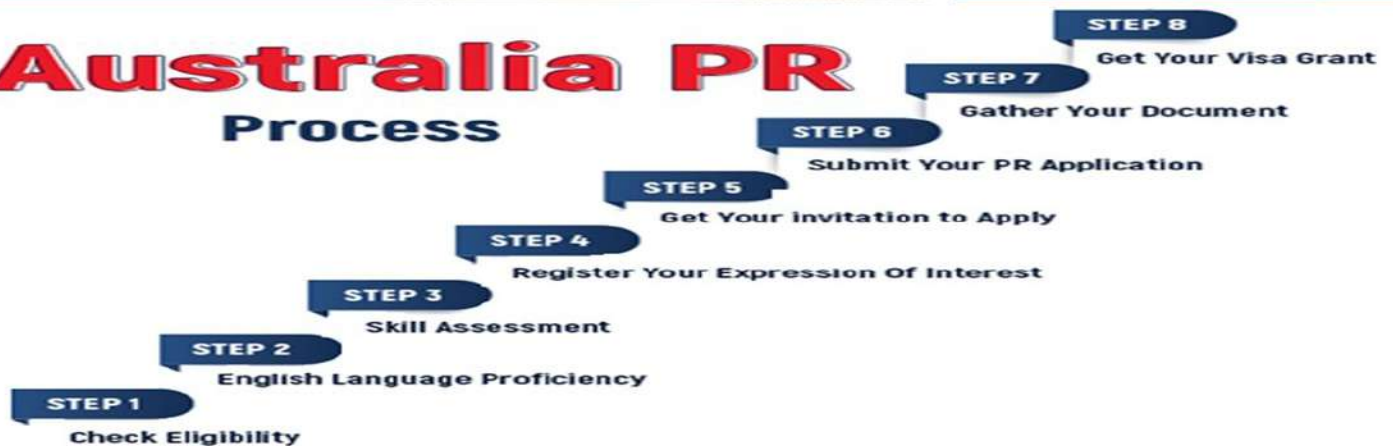 Australia PR
Process
STEP 8
Get Your Visa Grant
STEP 7
Gather Your Document
STEP 6
Submit Your PR Application
STEP 5
Get Your invitation to Apply
STEP 4
Register Your Expression Of Interest
STEP 3
Skill Assessment
STEP 2
English Language Proficiency
STEP 1
Check Eligibility